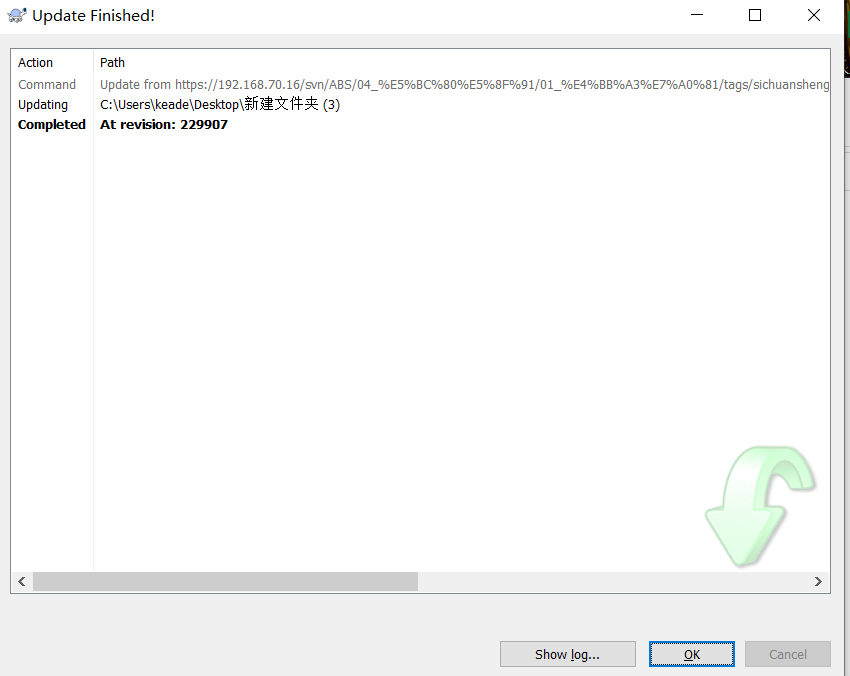 Update Finished!
Action Path
Command Update from https://192.168.70.16/svn/ABS/04_%E5%BC%80%E5%8F%91/01_%E4%BB%A3%E7%A0%81/tags/sichuansheng
Updating C:\Users\keade\Desktop\新建文件夹 (3)
Completed At revision: 229907
Show log...
OK
Cancel